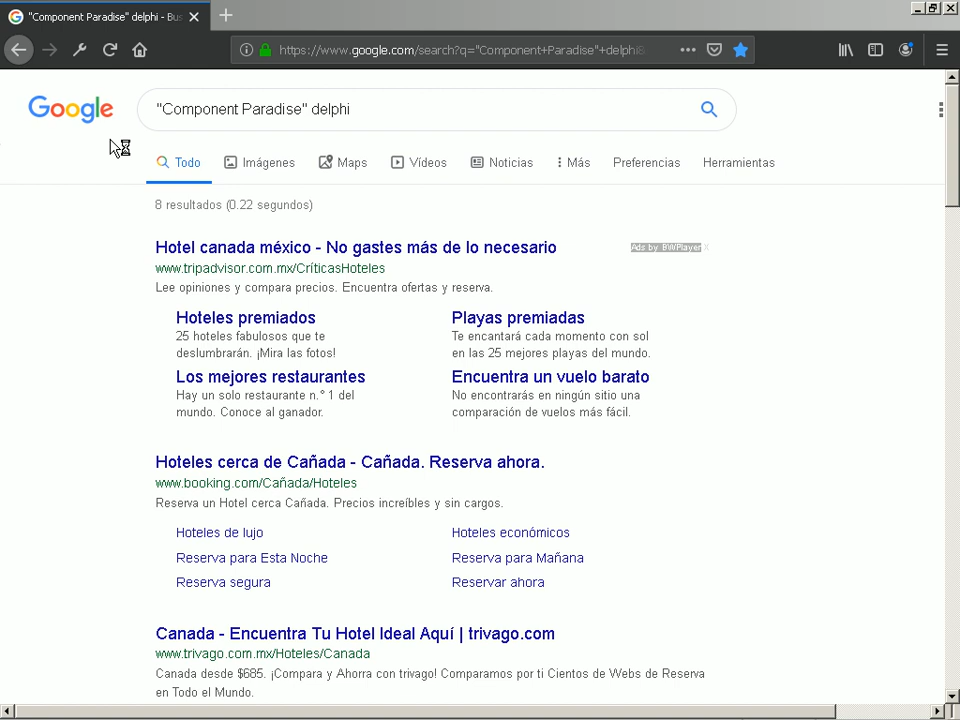 "Component Paradise" delphi - Bus
https://www.google.com/search?q="Component+Paradise"+delphi&
Google
"Component Paradise" delphi
Todo Imágenes Maps Vídeos Noticias Más Preferencias Herramientas
8 resultados (0.22 segundos)
Hotel canada méxico - No gastes más de lo necesario
Ads by BWPlayer X
www.tripadvisor.com.mx/CríticasHoteles
Lee opiniones y compara precios. Encuentra ofertas y reserva.
Hoteles premiados
25 hoteles fabulosos que te
deslumbrarán. ¡Mira las fotos!
Playas premiadas
Te encantará cada momento con sol
en las 25 mejores playas del mundo.
Los mejores restaurantes
Hay un solo restaurante n.° 1 del
mundo. Conoce al ganador.
Encuentra un vuelo barato
No encontrarás en ningún sitio una
comparación de vuelos más fácil.
Hoteles cerca de Cañada - Cañada. Reserva ahora.
www.booking.com/Cañada/Hoteles
Reserva un Hotel cerca Cañada. Precios increíbles y sin cargos.
Hoteles de lujo
Hoteles económicos
Reserva para Esta Noche
Reserva para Mañana
Reserva segura
Reservar ahora
Canada - Encuentra Tu Hotel Ideal Aquí | trivago.com
www.trivago.com.mx/Hoteles/Canada
Canada desde $685. ¡Compara y Ahorra con trivago! Comparamos por ti Cientos de Webs de Reserva
en Todo el Mundo.